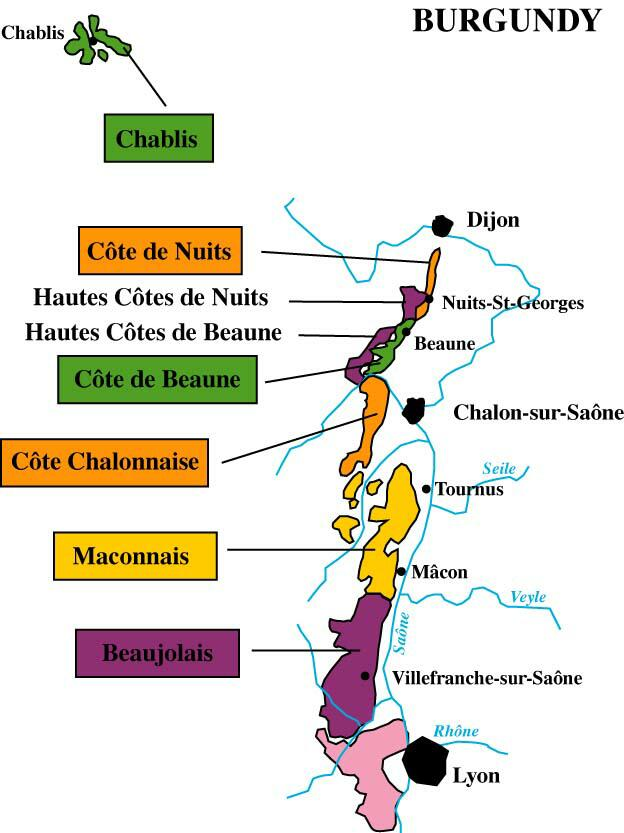 BURGUNDY
Chablis
Chablis
Dijon
Côte de Nuits
Hautes Côtes de Nuits
Nuits-St-Georges
Hautes Côtes de Beaune
Beaune
Côte de Beaune
Chalon-sur-Saône
Côte Chalonnaise
Seile
Tournus
Maconnais
Mâcon
Veyle
Saône
Beaujolais
Villefranche-sur-Saône
Rhône
Lyon